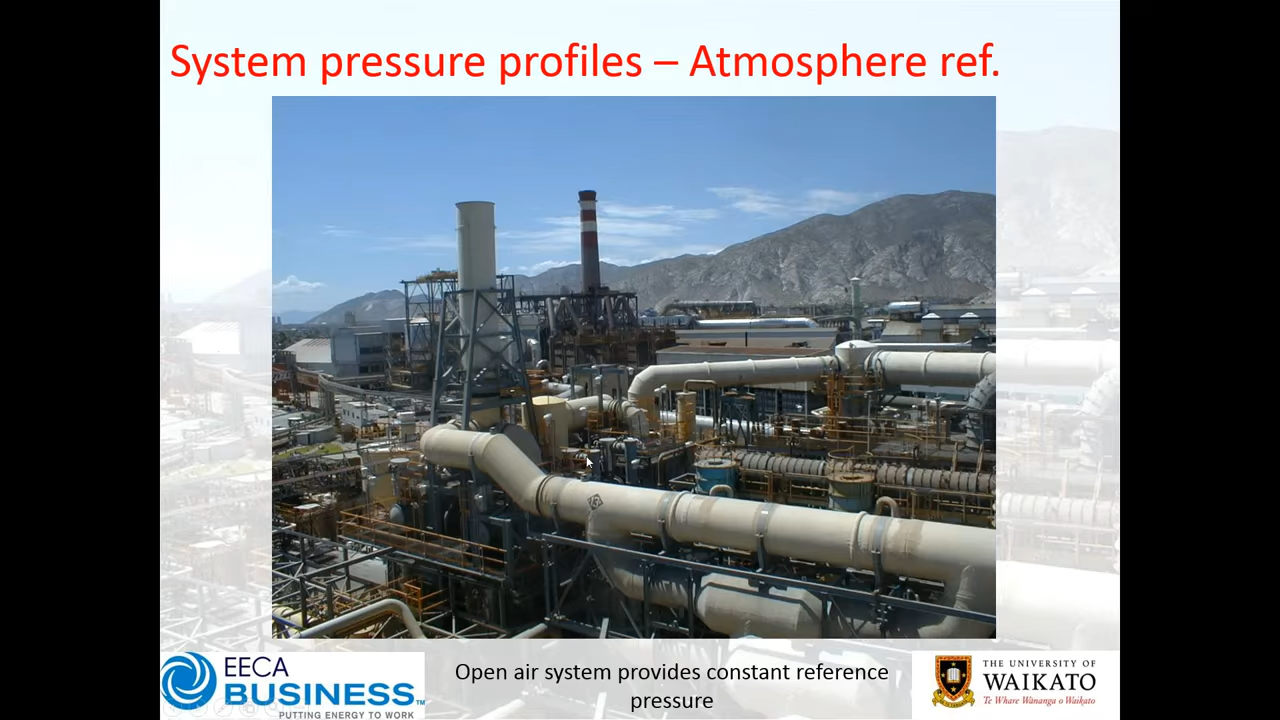 System pressure profiles – Atmosphere ref.
EECA
BUSINESS™
PUTTING ENERGY TO WORK
Open air system provides constant reference
pressure
THE UNIVERSITY OF
WAIKATO
Te Whare Wānanga o Waikato